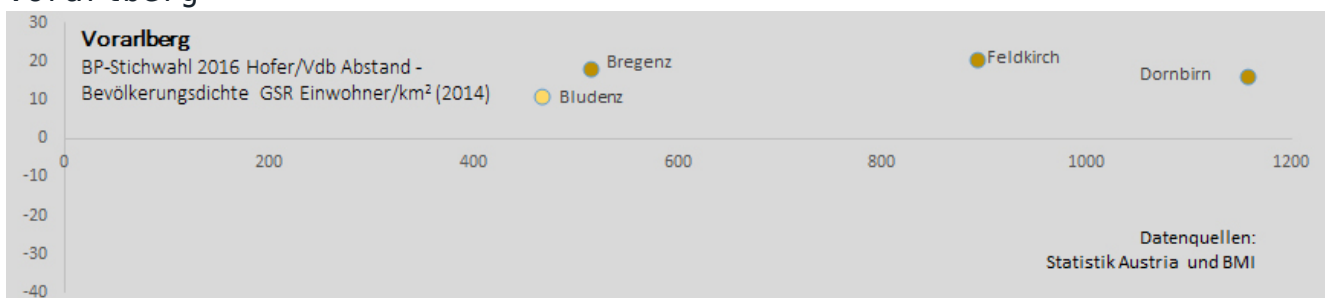 30
Vorarlberg
BP-Stichwahl 2016 Hofer/Vdb Abstand -
Bevölkerungsdichte GSR Einwohner/km² (2014)
20
10
0
-10
-20
-30
-40
0 200 400 600 800 1000 1200
Bregenz
Bludenz
Feldkirch
Dornbirn
Datenquellen:
Statistik Austria und BMI